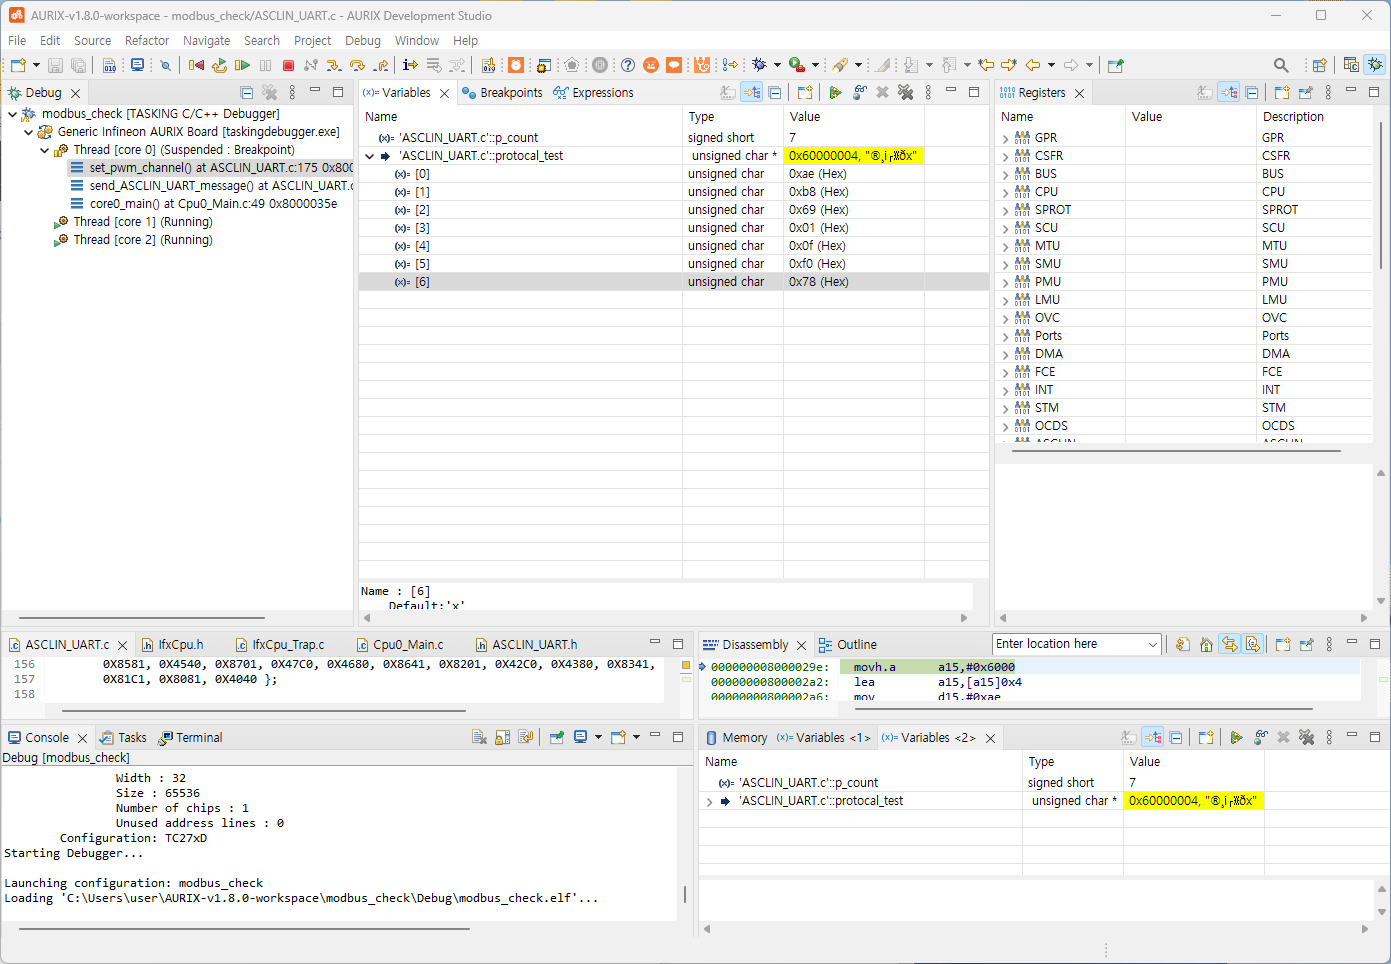 AURIX-v1.8.0-workspace - modbus_check/ASCLIN_UART.c - AURIX Development Studio
File Edit Source Refactor Navigate Search Project Debug Window Help
Debug
modbus_check [TASKING C/C++ Debugger]
Generic Infineon AURIX Board [taskingdebugger.exe]
Thread [core 0] (Suspended : Breakpoint)
set_pwm_channel() at ASCLIN_UART.c:175 0x800
send_ASCLIN_UART_message() at ASCLIN_UART.c
core0_main() at Cpu0_Main.c:49 0x8000035e
Thread [core 1] (Running)
Thread [core 2] (Running)
(x)= Variables Breakpoints Expressions
Name Type Value
(x)= 'ASCLIN_UART.c'::p_count signed short 7
'ASCLIN_UART.c'::protocal_test unsigned char * 0x60000004,
(x)= [0] unsigned char 0xae (Hex)
(x)= [1] unsigned char 0xb8 (Hex)
(x)= [2] unsigned char 0x69 (Hex)
(x)= [3] unsigned char 0x01 (Hex)
(x)= [4] unsigned char 0x0f (Hex)
(x)= [5] unsigned char 0xf0 (Hex)
(x)= [6] unsigned char 0x78 (Hex)
Name : [6]
Default:'x'
Registers
Name Value Description
GPR GPR
CSFR CSFR
BUS BUS
CPU CPU
SPROT SPROT
SCU SCU
MTU MTU
SMU SMU
PMU PMU
LMU LMU
OVC OVC
Ports Ports
DMA DMA
FCE FCE
INT INT
STM STM
OCDS OCDS
ASCLIN ASCLIN
ASCLIN_UART.c IfxCpu.h IfxCpu_Trap.c Cpu0_Main.c ASCLIN_UART.h
156 0X8581, 0X4540, 0X8701, 0X47C0, 0X4680, 0X8641, 0X8201, 0X42C0, 0X4380, 0X8341,
157 0X81C1, 0X8081, 0X4040 };
158
Disassembly Outline Enter location here
000000008000029e: movh.a a15,#0x6000
00000000800002a2: lea a15,[a15]0x4
00000000800002a6: mov d15,#0xae
Console Tasks Terminal
Debug [modbus_check]
Width : 32
Size : 65536
Number of chips : 1
Unused address lines : 0
Configuration: TC27xD
Starting Debugger...
Launching configuration: modbus_check
Loading 'C:\Users\user\AURIX-v1.8.0-workspace\modbus_check\Debug\modbus_check.elf'...
Memory (x)= Variables <1> (x)= Variables <2>
Name Type Value
(x)= 'ASCLIN_UART.c'::p_count signed short 7
'ASCLIN_UART.c'::protocal_test unsigned char * 0x60000004,